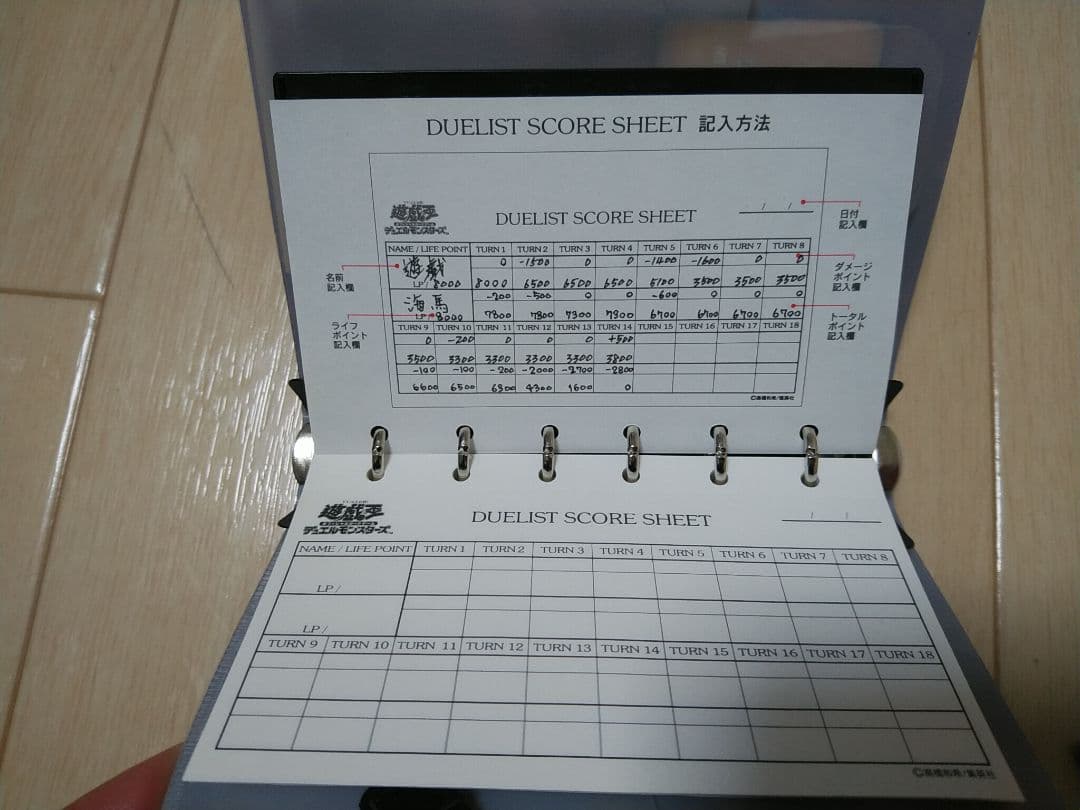 DUELIST SCORE SHEET 記入方法
遊戯王
デュエルモンスターズ
DUELIST SCORE SHEET
/ /
日付
記入欄
NAME / LIFE POINT TURN 1 TURN 2 TURN 3 TURN 4 TURN 5 TURN 6 TURN 7 TURN 8
名前
記入欄
遊戯 0 -1500 0 0 -1400 -1600 0 0
ダメージ
ポイント
記入欄
LP/ 8000 8000 6500 6500 6500 5100 3500 3500 3500
海馬 -200 -500 0 0 -600 0 0 0
LP/ 8000 7800 7300 7300 7300 6700 6700 6700 6700
トータル
ポイント
記入欄
ライフ
ポイント
記入欄
TURN 9 TURN 10 TURN 11 TURN 12 TURN 13 TURN 14 TURN 15 TURN 16 TURN 17 TURN 18
0 -200 0 0 0 +500
3500 3300 3300 3300 3300 3800
-100 -100 -200 -2000 -2700 -2800
6600 6500 6300 4300 1600 0
©高橋和希/集英社
遊戯王
デュエルモンスターズ
DUELIST SCORE SHEET
/ /
NAME / LIFE POINT TURN 1 TURN 2 TURN 3 TURN 4 TURN 5 TURN 6 TURN 7 TURN 8
LP /
LP /
TURN 9 TURN 10 TURN 11 TURN 12 TURN 13 TURN 14 TURN 15 TURN 16 TURN 17 TURN 18
©高橋和希/集英社